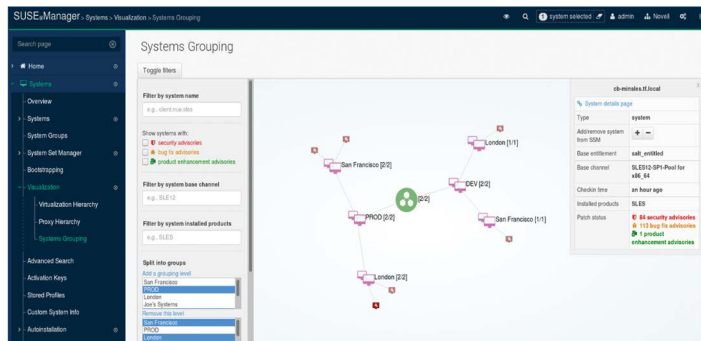 SUSE Manager > Systems > Visualization > Systems Grouping
1 system selected
admin
Novell
Search page
Home
Systems
Overview
Systems
System Groups
System Set Manager
Bootstrapping
Visualization
Virtualization Hierarchy
Proxy Hierarchy
Systems Grouping
Advanced Search
Activation Keys
Stored Profiles
Custom System Info
Autoinstallation
Systems Grouping
Toggle filters
Filter by system name
e.g., client.nue.sles
Show systems with:
security advisories
bug fix advisories
product enhancement advisories
Filter by system base channel
e.g., SLE12
Filter by system installed products
e.g., SLES
Split into groups
Add a grouping level
San Francisco
PROD
London
Joe's Systems
Remove this level
San Francisco
PROD
London
San Francisco [2/2]
London [1/1]
DEV [2/2]
[2/2]
PROD [2/2]
San Francisco [1/1]
London [2/2]
cb-minsles.tf.local
X
System details page
Type system
Add/remove system from SSM + −
Base entitlement salt_entitled
Base channel SLES12-SP1-Pool for x86_64
Checkin time an hour ago
Installed products SLES
Patch status 84 security advisories
113 bug fix advisories
1 product enhancement advisories